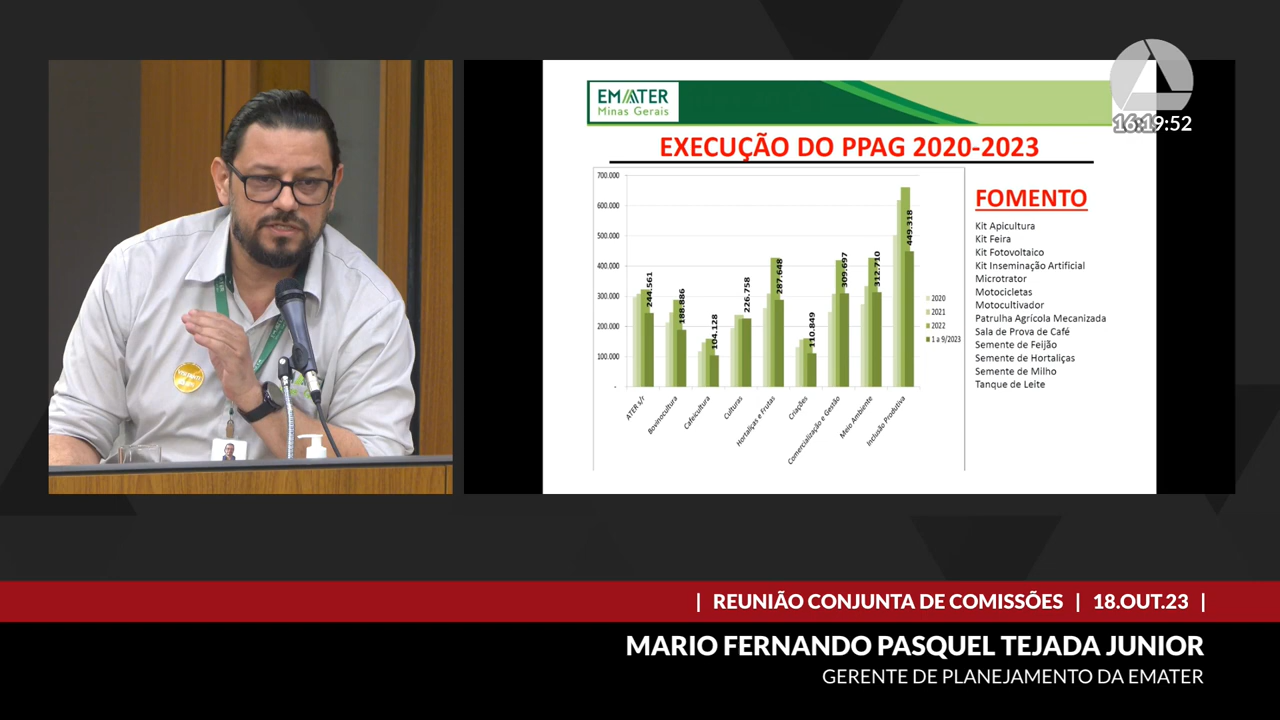 EMATER
Minas Gerais
16:19:52
EXECUÇÃO DO PPAG 2020-2023
700.000
600.000
500.000
400.000
300.000
200.000
100.000
-
244.561
188.886
104.128
226.758
287.648
110.849
309.697
312.710
449.318
ATER s/r
Bovinocultura
Cafeicultura
Culturas
Hortaliças e Frutas
Criações
Comercialização e Gestão
Meio Ambiente
Inclusão Produtiva
2020
2021
2022
1 a 9/2023
FOMENTO
Kit Apicultura
Kit Feira
Kit Fotovoltaico
Kit Inseminação Artificial
Microtrator
Motocicletas
Motocultivador
Patrulha Agrícola Mecanizada
Sala de Prova de Café
Semente de Feijão
Semente de Hortaliças
Semente de Milho
Tanque de Leite
| REUNIÃO CONJUNTA DE COMISSÕES | 18.OUT.23 |
MARIO FERNANDO PASQUEL TEJADA JUNIOR
GERENTE DE PLANEJAMENTO DA EMATER